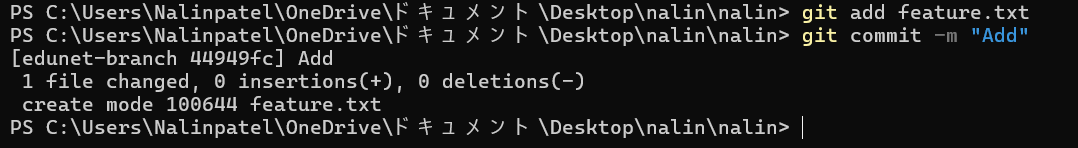 PS C:\Users\Nalinpatel\OneDrive\ドキュメント\Desktop\nalin\nalin> git add feature.txt
PS C:\Users\Nalinpatel\OneDrive\ドキュメント\Desktop\nalin\nalin> git commit -m "Add"
[edunet-branch 44949fc] Add
 1 file changed, 0 insertions(+), 0 deletions(-)
 create mode 100644 feature.txt
PS C:\Users\Nalinpatel\OneDrive\ドキュメント\Desktop\nalin\nalin>